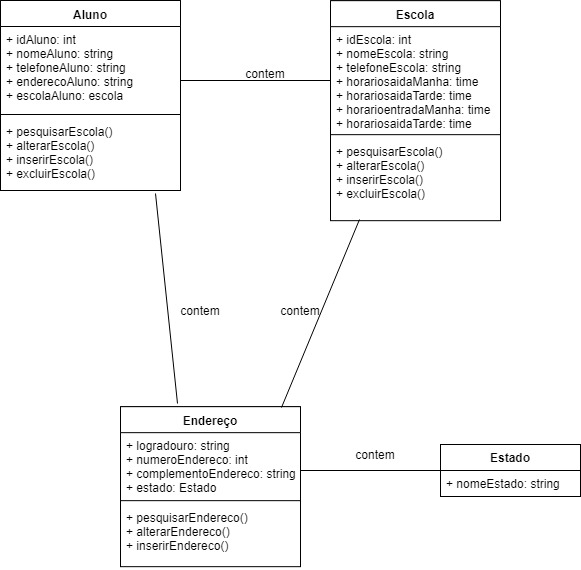 Aluno
+ idAluno: int
+ nomeAluno: string
+ telefoneAluno: string
+ enderecoAluno: string
+ escolaAluno: escola
+ pesquisarEscola()
+ alterarEscola()
+ inserirEscola()
+ excluirEscola()
contem
Escola
+ idEscola: int
+ nomeEscola: string
+ telefoneEscola: string
+ horariosaidaManha: time
+ horariosaidaTarde: time
+ horarioentradaManha: time
+ horariosaidaTarde: time
+ pesquisarEscola()
+ alterarEscola()
+ inserirEscola()
+ excluirEscola()
contem
contem
Endereço
+ logradouro: string
+ numeroEndereco: int
+ complementoEndereco: string
+ estado: Estado
+ pesquisarEndereco()
+ alterarEndereco()
+ inserirEndereco()
contem
Estado
+ nomeEstado: string